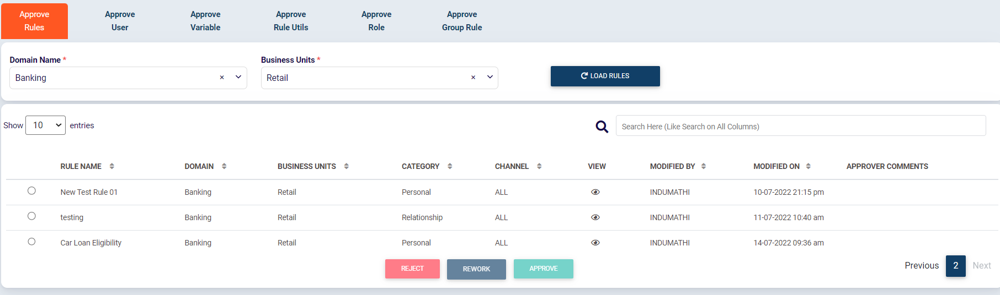 Approve Rules
Approve User
Approve Variable
Approve Rule Utils
Approve Role
Approve Group Rule
Domain Name *
Business Units *
Banking ×
Retail ×
LOAD RULES
Show 10 entries
Search Here (Like Search on All Columns)
RULE NAME DOMAIN BUSINESS UNITS CATEGORY CHANNEL VIEW MODIFIED BY MODIFIED ON APPROVER COMMENTS
New Test Rule 01 Banking Retail Personal ALL INDUMATHI 10-07-2022 21:15 pm
testing Banking Retail Relationship ALL INDUMATHI 11-07-2022 10:40 am
Car Loan Eligibility Banking Retail Personal ALL INDUMATHI 14-07-2022 09:36 am
REJECT REWORK APPROVE
Previous 2 Next